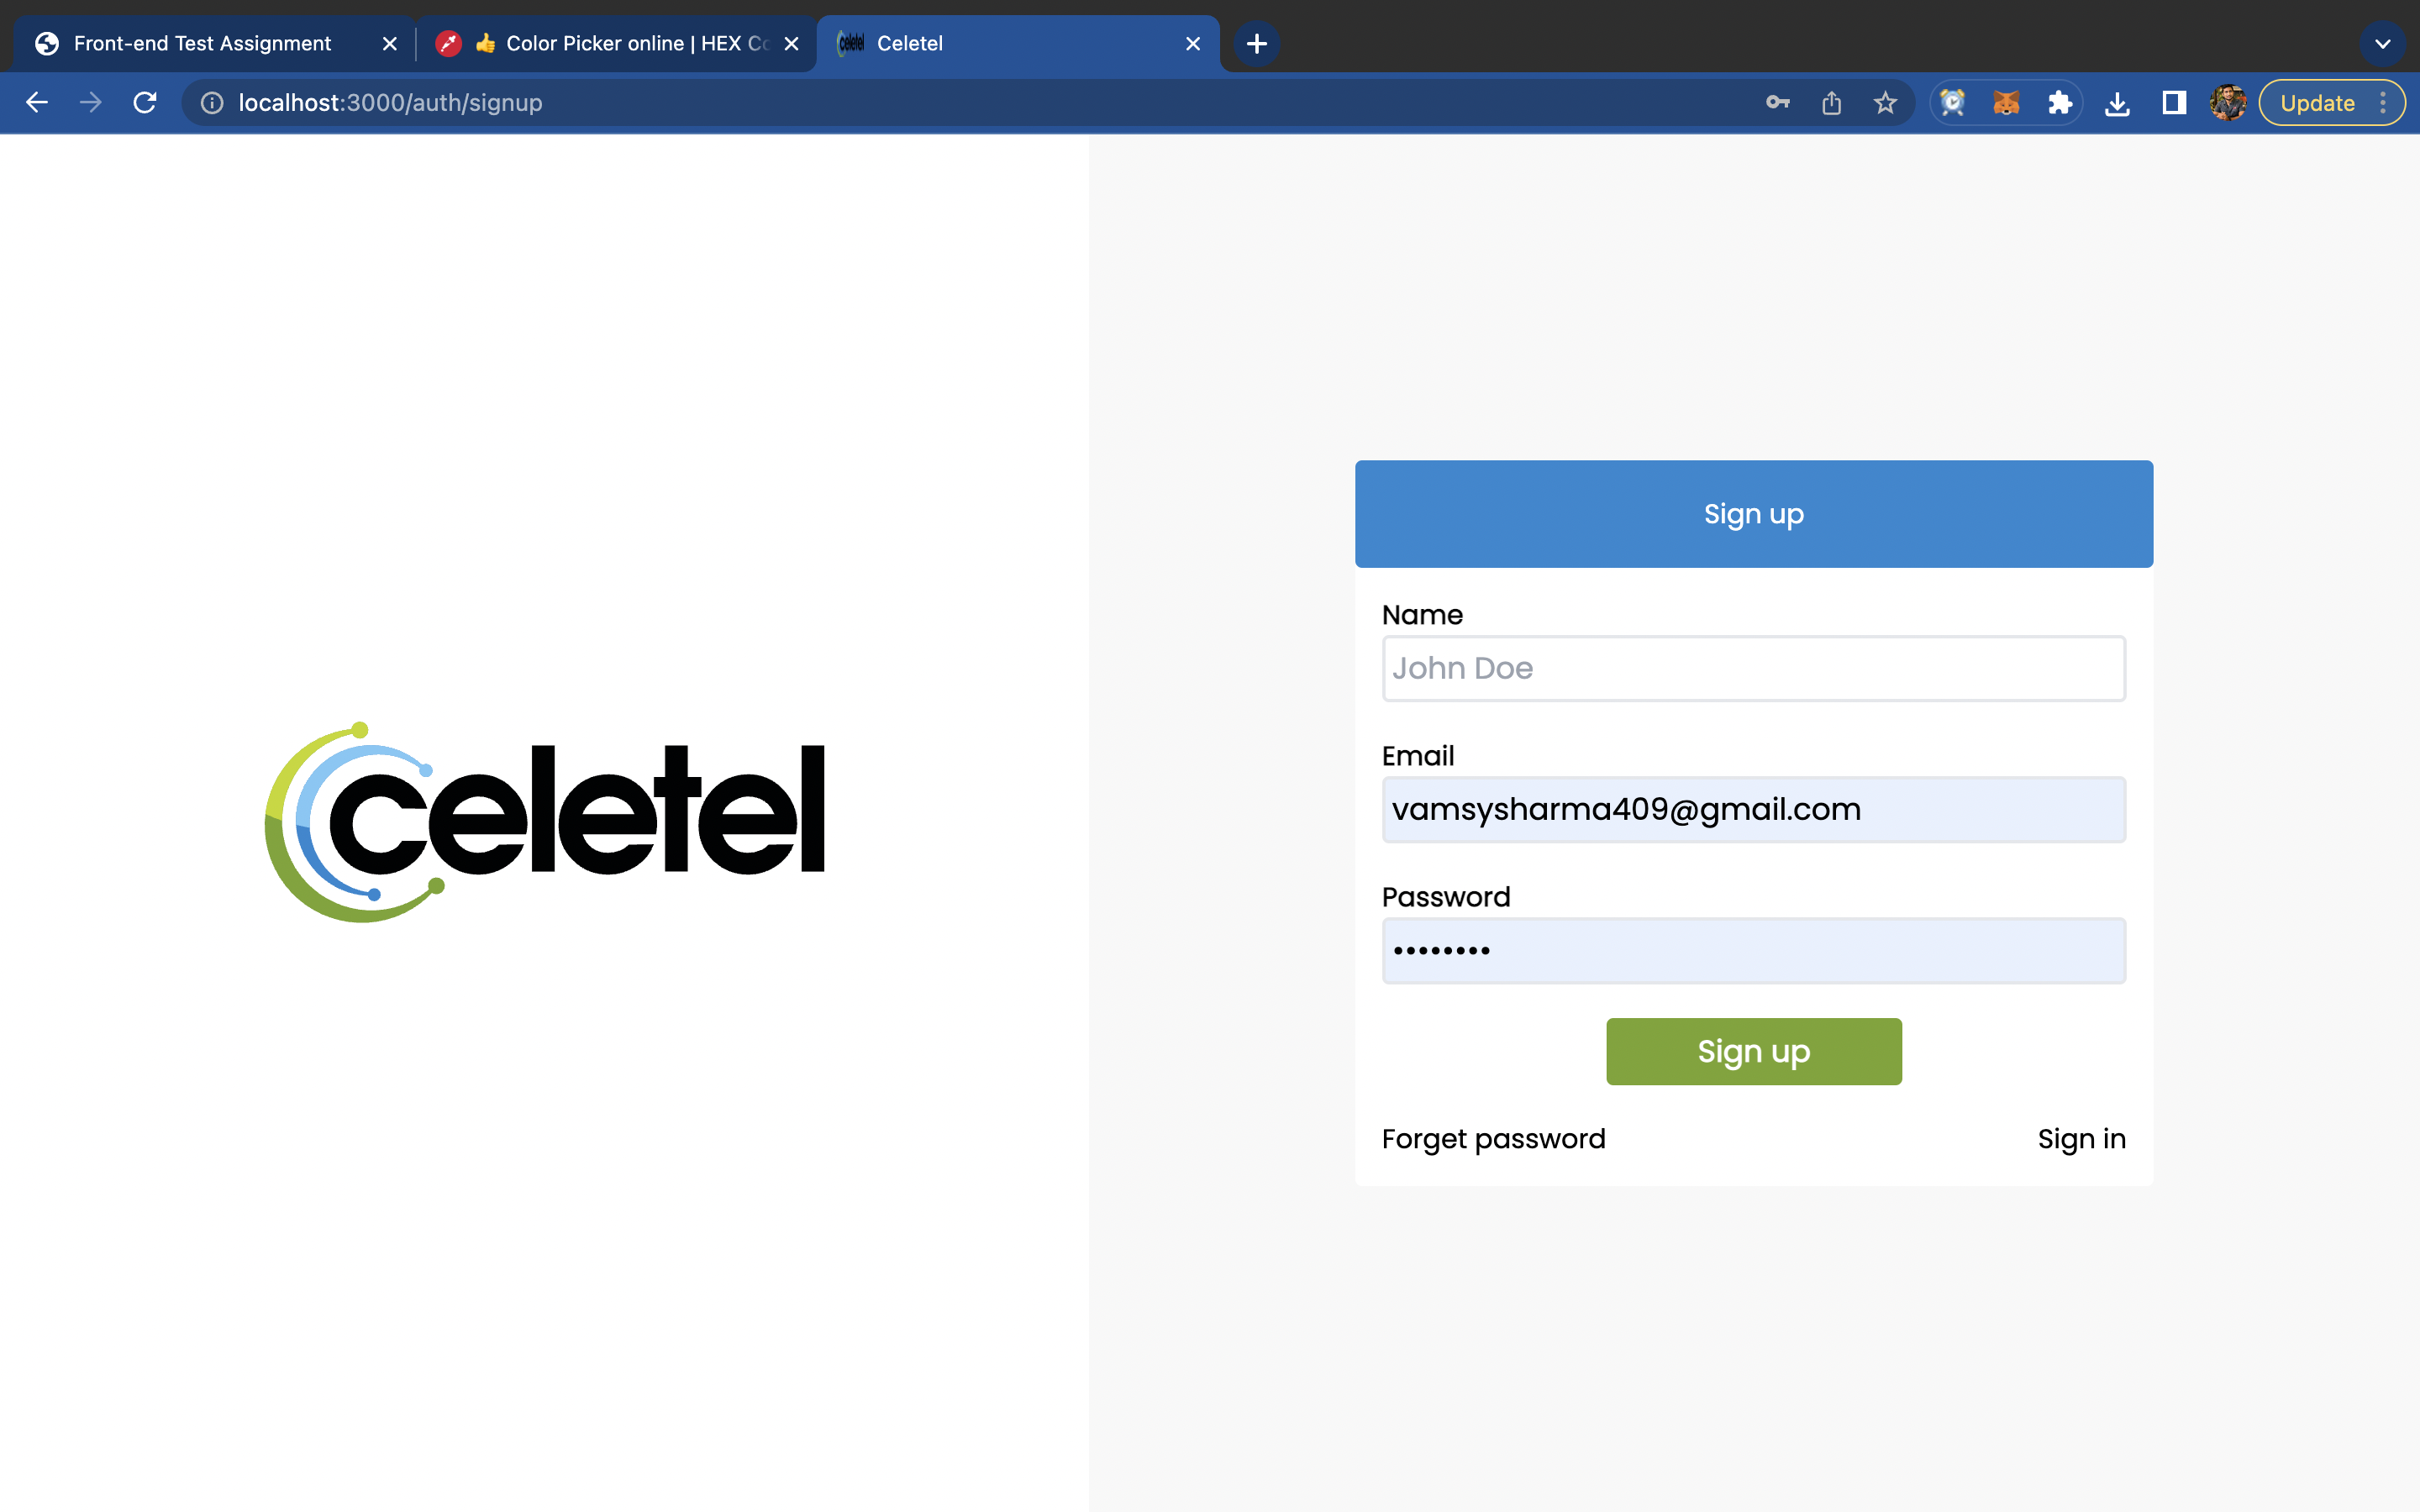 Front-end Test Assignment
👍 Color Picker online | HEX Co
celetel
Celetel
localhost:3000/auth/signup
Update
celetel
Sign up
Name
John Doe
Email
vamsysharma409@gmail.com
Password
••••••••
Sign up
Forget password
Sign in